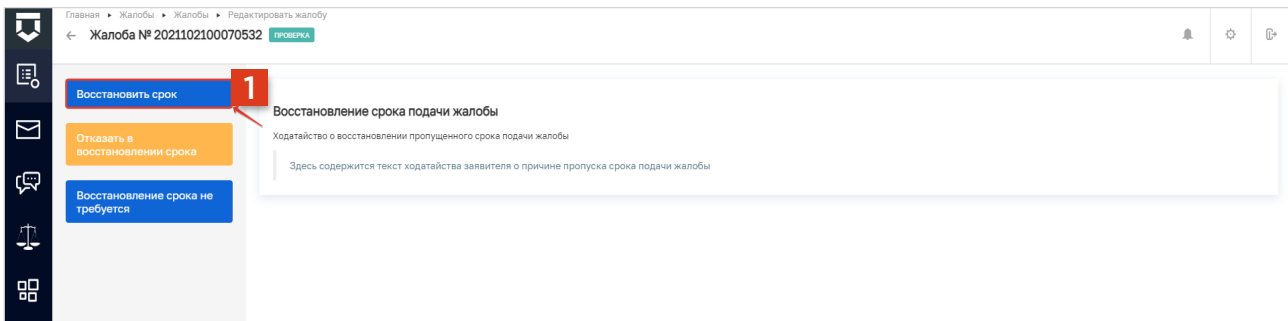 Главная ▸ Жалобы ▸ Жалобы ▸ Редактировать жалобу
← Жалоба № 2021102100070532 ПРОВЕРКА
Восстановить срок
1
Отказать в
восстановлении срока
Восстановление срока не
требуется
Восстановление срока подачи жалобы
Ходатайство о восстановлении пропущенного срока подачи жалобы
Здесь содержится текст ходатайства заявителя о причине пропуска срока подачи жалобы